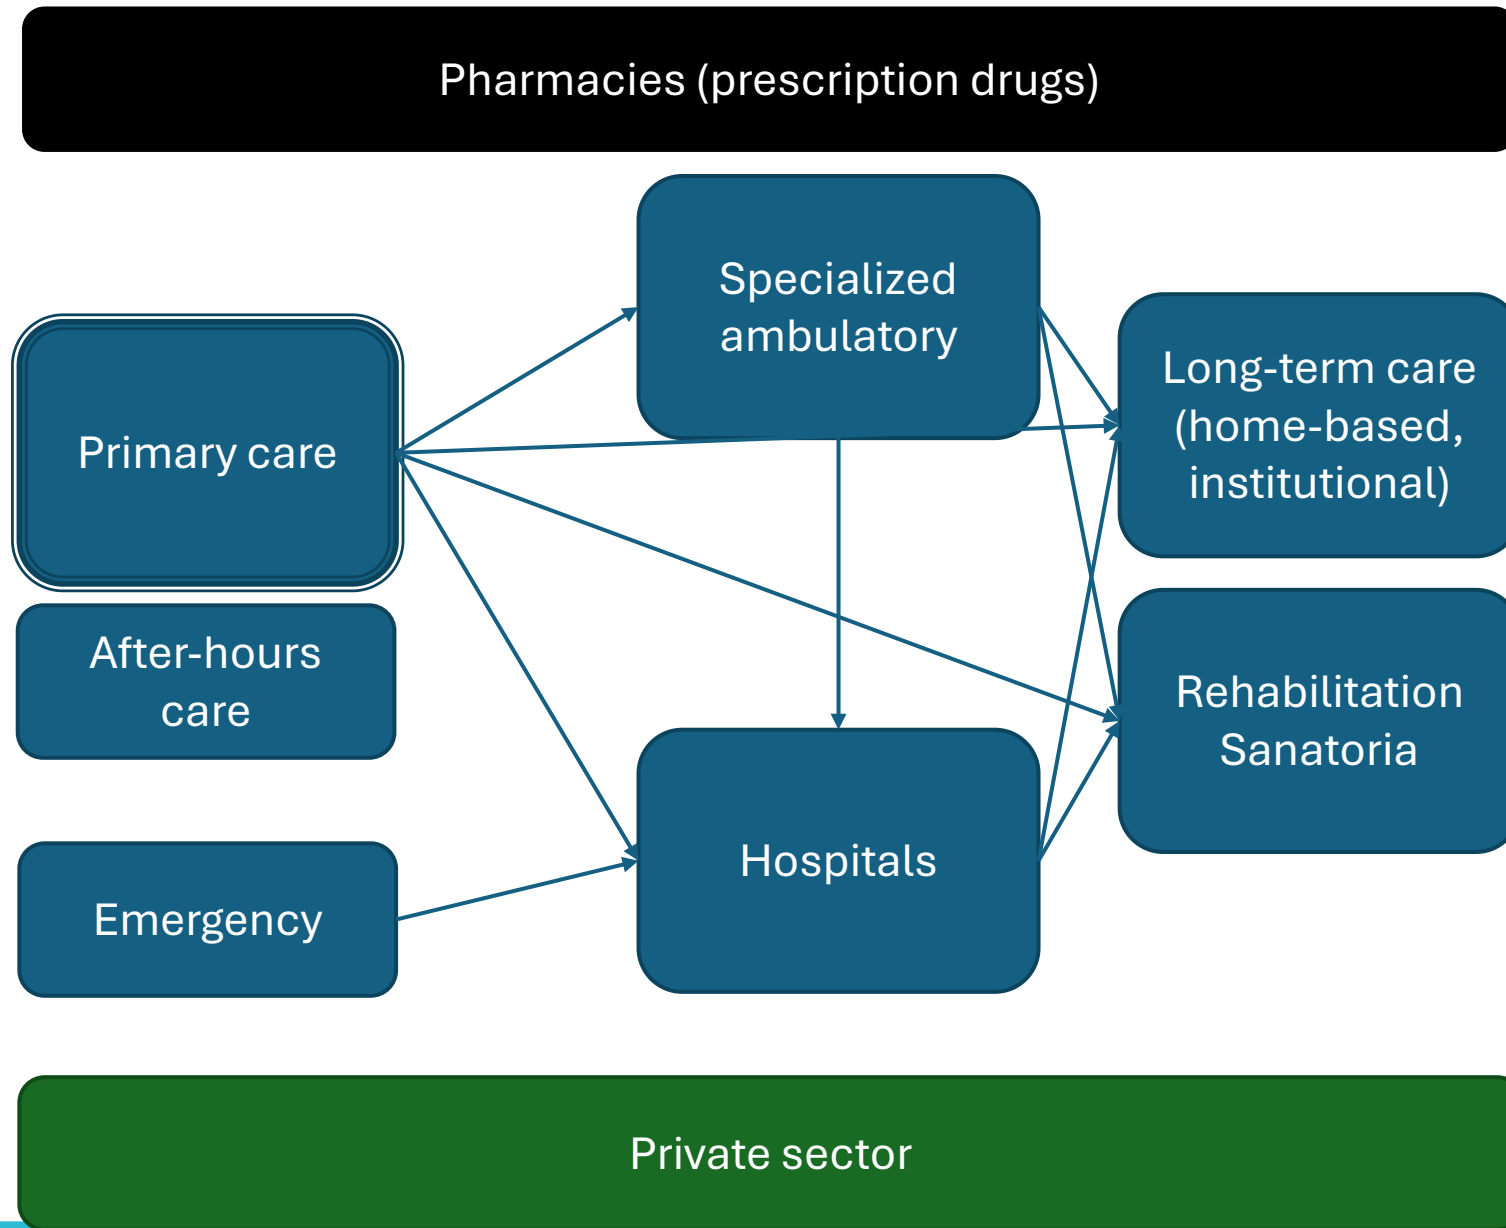 Pharmacies (prescription drugs)
Specialized
ambulatory
Primary care
Long-term care
(home-based,
institutional)
After-hours
care
Rehabilitation
Sanatoria
Emergency
Hospitals
Private sector